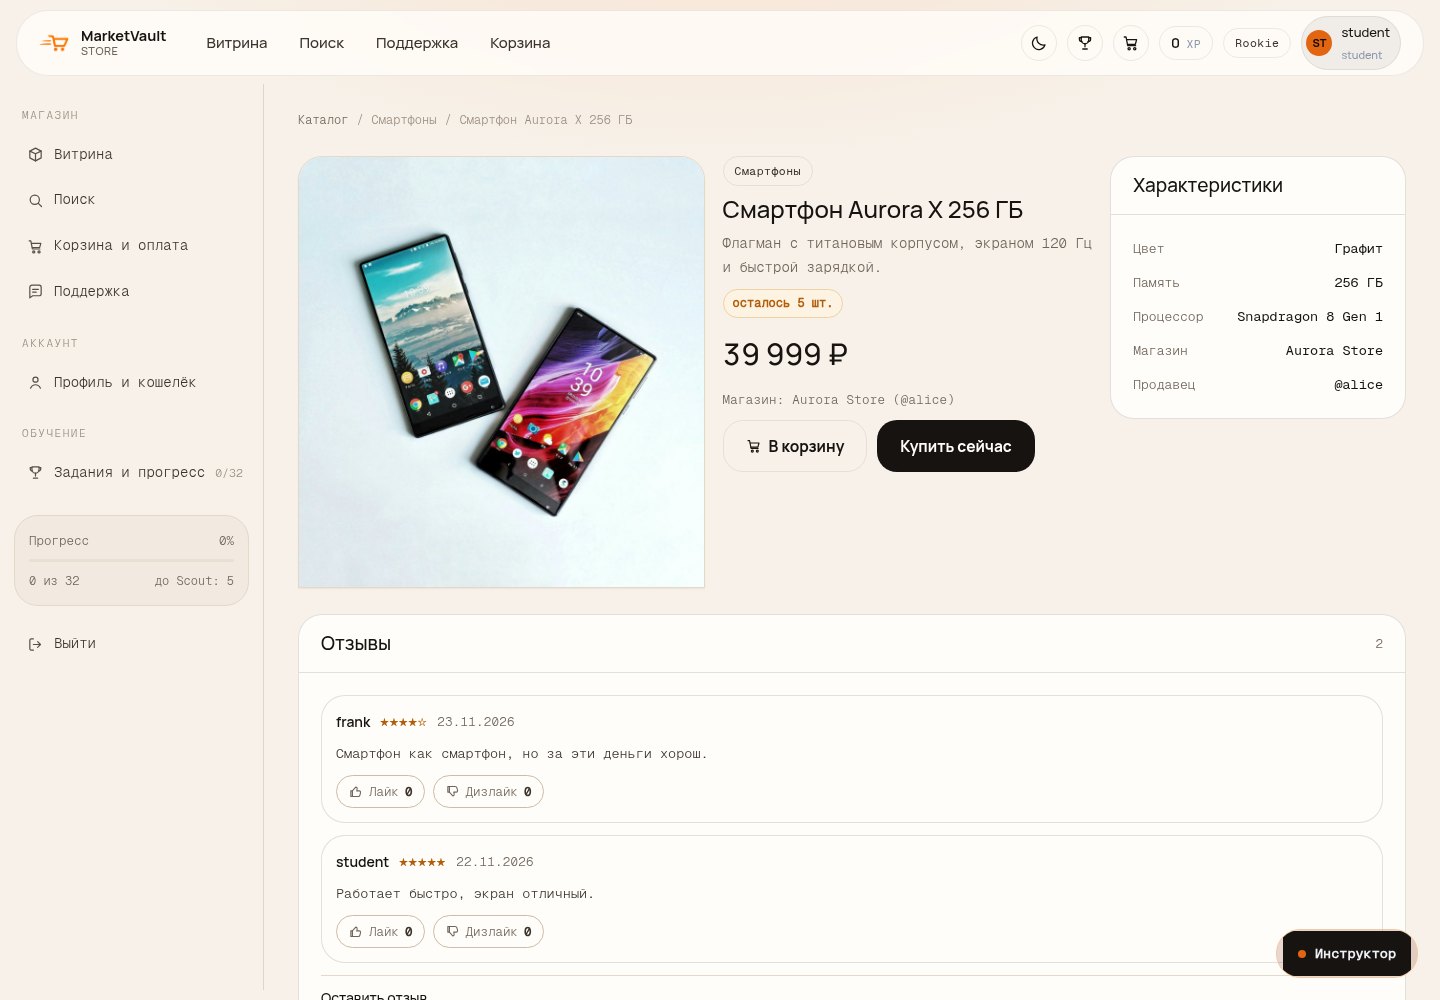 MarketVault
STORE
Витрина
Поиск
Поддержка
Корзина
0 XP
Rookie
ST
student
student
МАГАЗИН
Витрина
Поиск
Корзина и оплата
Поддержка
АККАУНТ
Профиль и кошелёк
ОБУЧЕНИЕ
Задания и прогресс 0/32
Прогресс 0%
0 из 32 до Scout: 5
Выйти
Каталог / Смартфоны / Смартфон Aurora X 256 ГБ
10
39
Смартфоны
Смартфон Aurora X 256 ГБ
Флагман с титановым корпусом, экраном 120 Гц
и быстрой зарядкой.
осталось 5 шт.
39 999 ₽
Магазин: Aurora Store (@alice)
В корзину
Купить сейчас
Характеристики
Цвет Графит
Память 256 ГБ
Процессор Snapdragon 8 Gen 1
Магазин Aurora Store
Продавец @alice
Отзывы 2
frank ★★★★☆ 23.11.2026
Смартфон как смартфон, но за эти деньги хорош.
Лайк 0 Дизлайк 0
student ★★★★★ 22.11.2026
Работает быстро, экран отличный.
Лайк 0 Дизлайк 0
Оставить отзыв
Инструктор